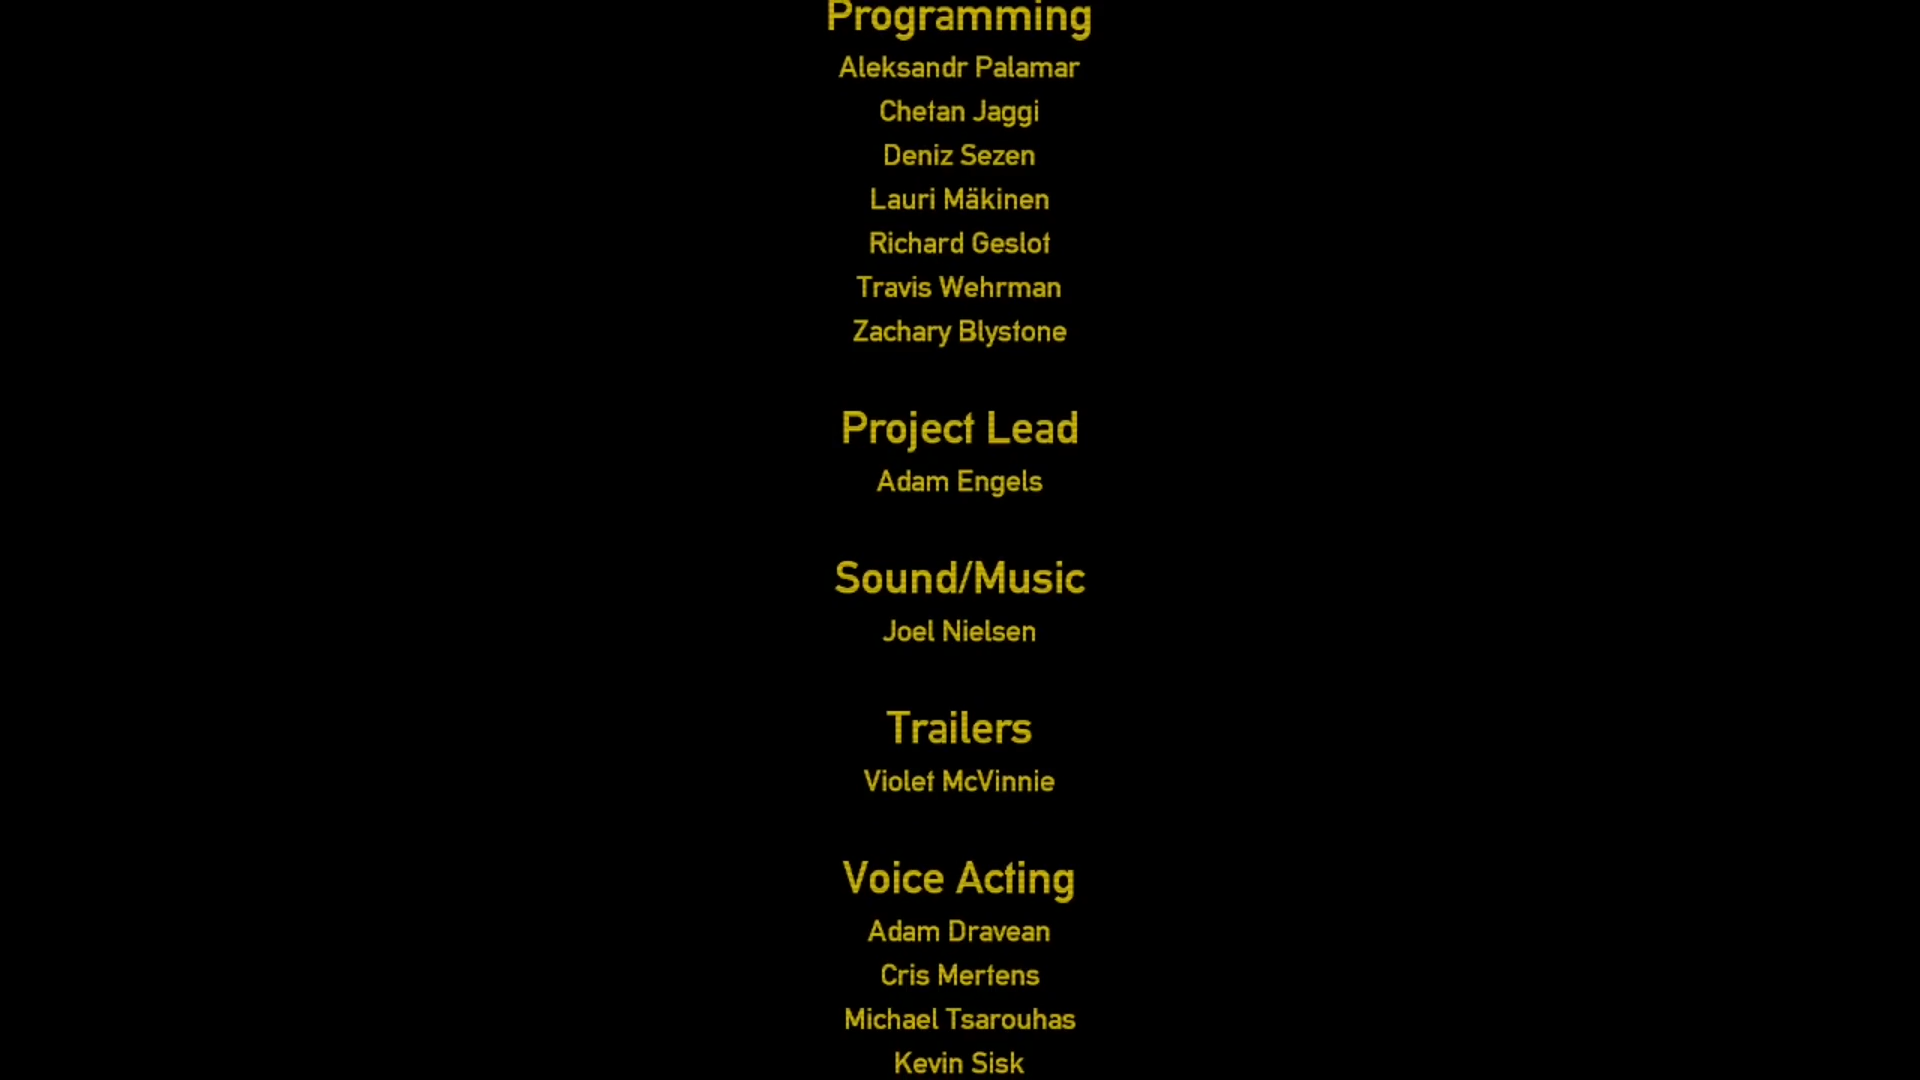 Programming
Aleksandr Palamar
Chetan Jaggi
Deniz Sezen
Lauri Mäkinen
Richard Geslot
Travis Wehrman
Zachary Blystone
Project Lead
Adam Engels
Sound/Music
Joel Nielsen
Trailers
Violet McVinnie
Voice Acting
Adam Dravean
Cris Mertens
Michael Tsarouhas
Kevin Sisk